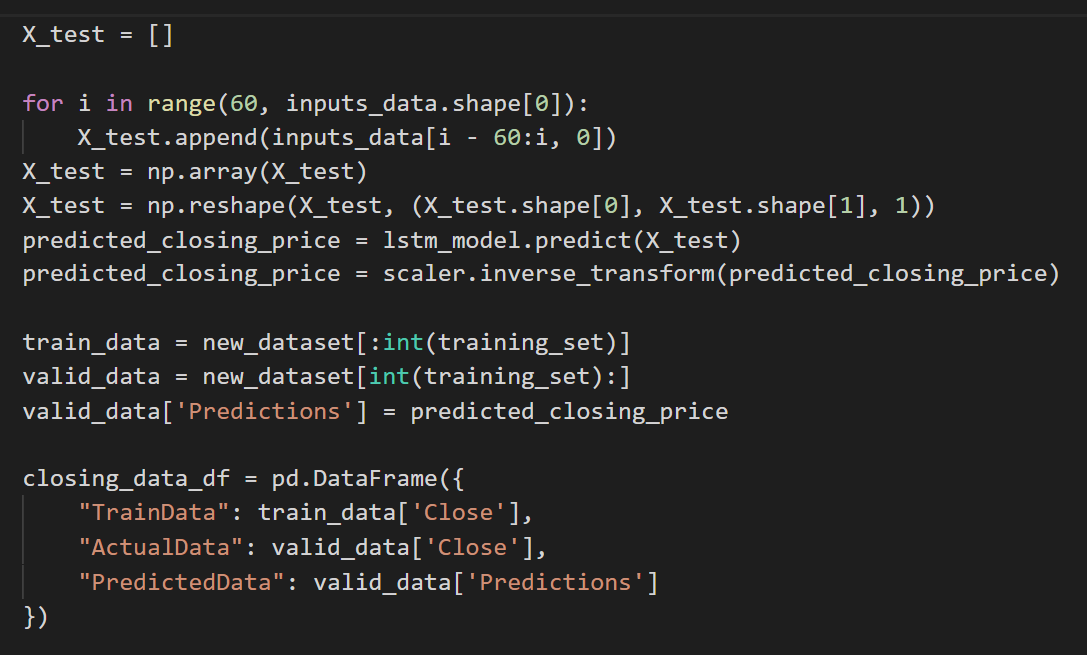 X_test = []
for i in range(60, inputs_data.shape[0]):
    X_test.append(inputs_data[i - 60:i, 0])
X_test = np.array(X_test)
X_test = np.reshape(X_test, (X_test.shape[0], X_test.shape[1], 1))
predicted_closing_price = lstm_model.predict(X_test)
predicted_closing_price = scaler.inverse_transform(predicted_closing_price)
train_data = new_dataset[:int(training_set)]
valid_data = new_dataset[int(training_set):]
valid_data['Predictions'] = predicted_closing_price
closing_data_df = pd.DataFrame({
    "TrainData": train_data['Close'],
    "ActualData": valid_data['Close'],
    "PredictedData": valid_data['Predictions']
})